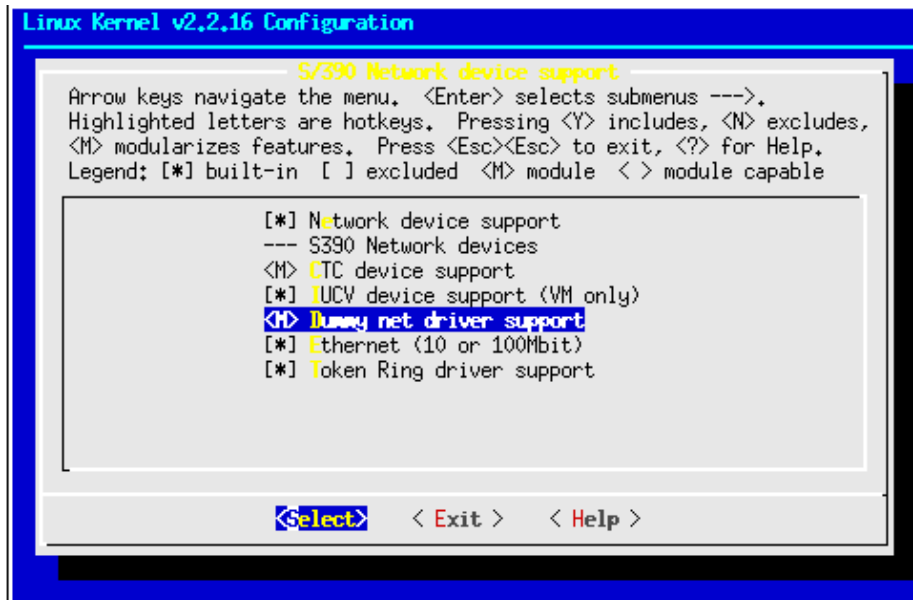 Linux Kernel v2.2.16 Configuration
S/390 Network device support
Arrow keys navigate the menu. <Enter> selects submenus --->.
Highlighted letters are hotkeys. Pressing <Y> includes, <N> excludes,
<M> modularizes features. Press <Esc><Esc> to exit, <?> for Help.
Legend: [*] built-in [ ] excluded <M> module < > module capable
[*] Network device support
--- S390 Network devices
<M> CTC device support
[*] IUCV device support (VM only)
<M> Dummy net driver support
[*] Ethernet (10 or 100Mbit)
[*] Token Ring driver support
<Select> < Exit > < Help >